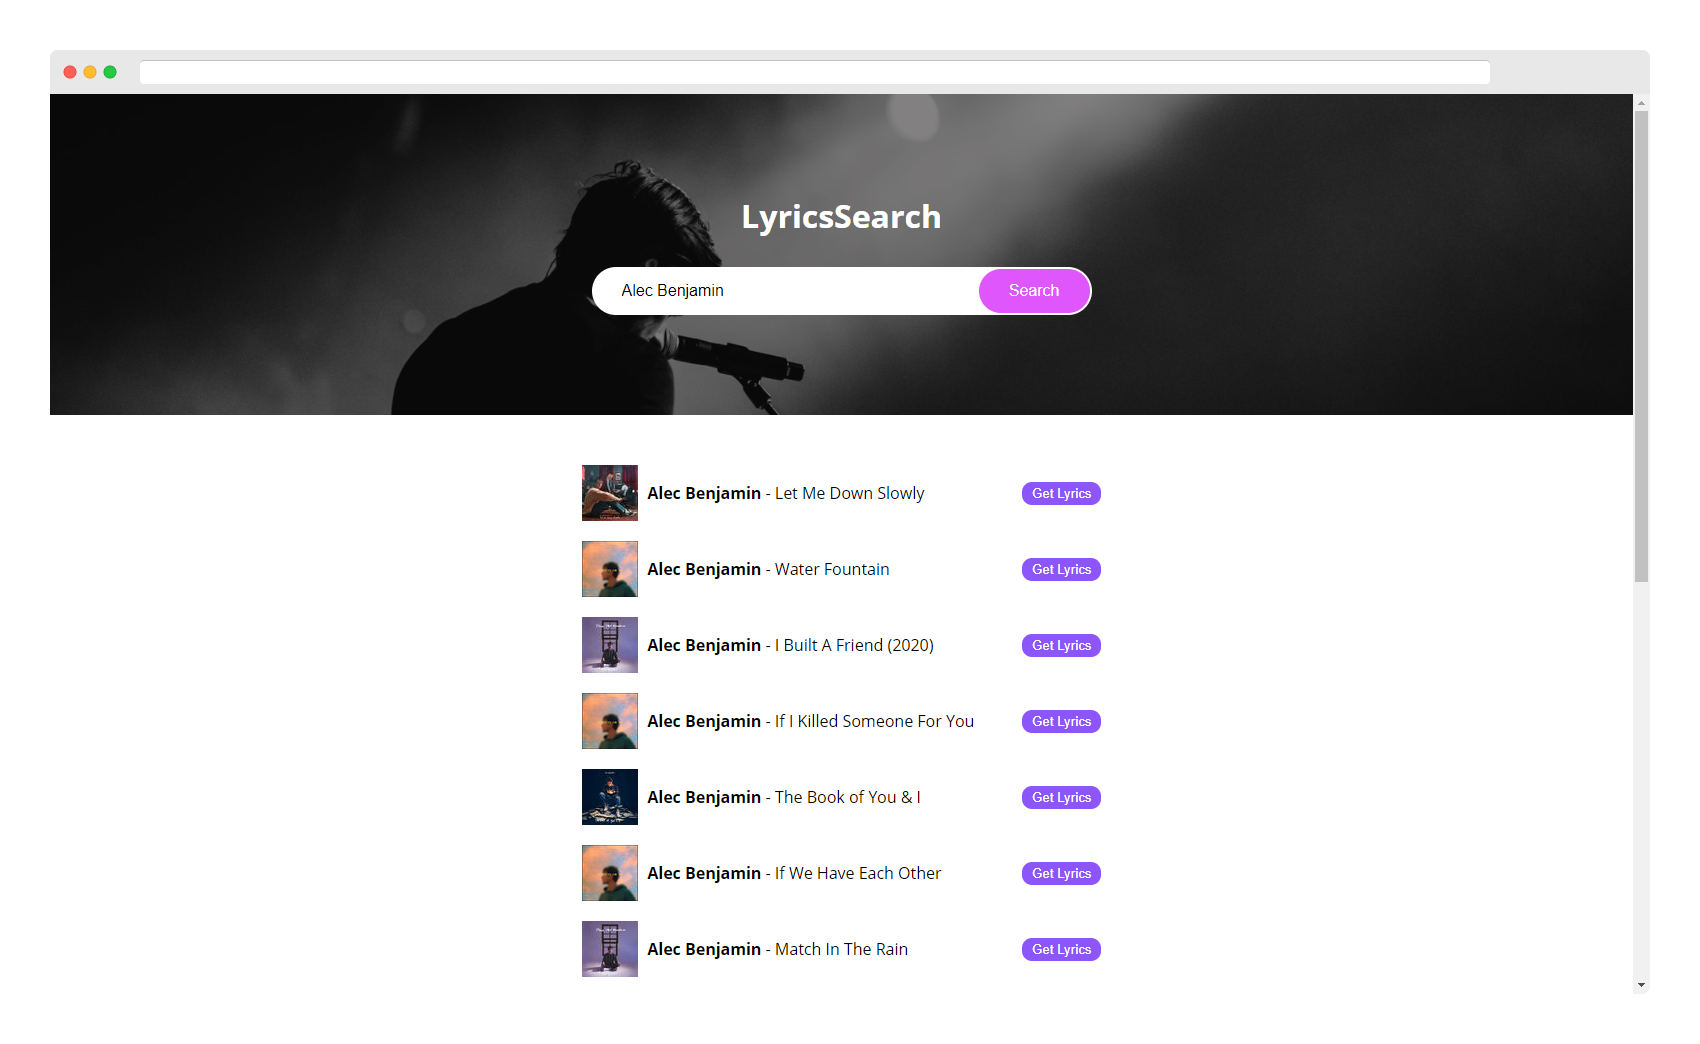 LyricsSearch
Alec Benjamin Search
Alec Benjamin - Let Me Down Slowly Get Lyrics
Alec Benjamin - Water Fountain Get Lyrics
Alec Benjamin - I Built A Friend (2020) Get Lyrics
Alec Benjamin - If I Killed Someone For You Get Lyrics
Alec Benjamin - The Book of You & I Get Lyrics
Alec Benjamin - If We Have Each Other Get Lyrics
Alec Benjamin - Match In The Rain Get Lyrics